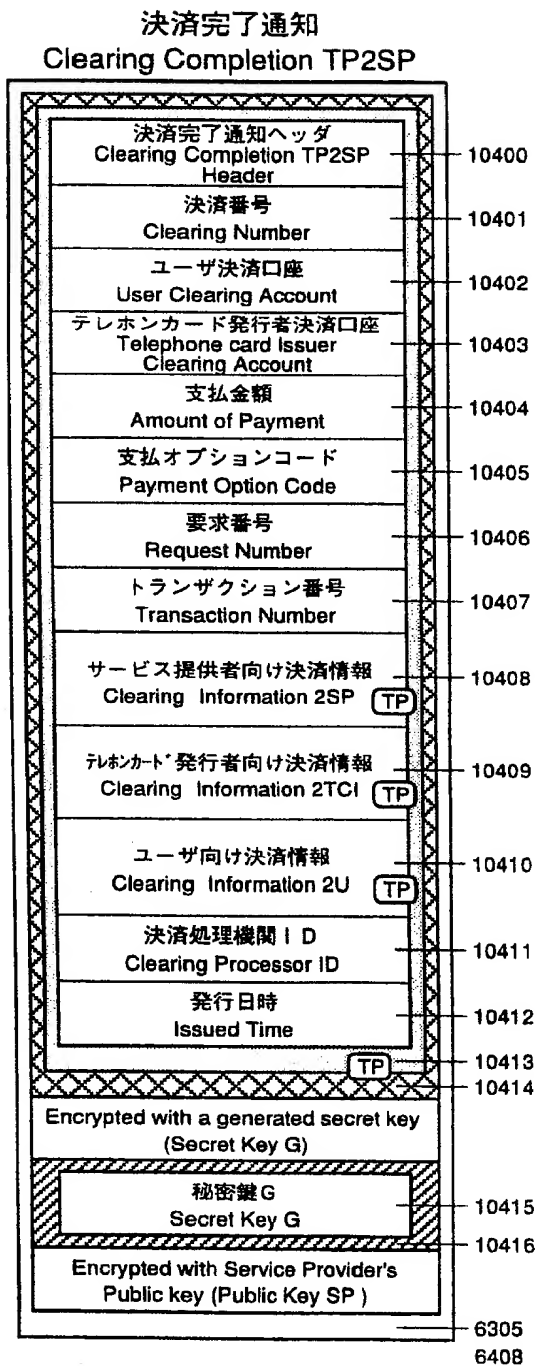 決済完了通知
Clearing Completion TP2SP
決済完了通知ヘッダ
Clearing Completion TP2SP
Header
10400
決済番号
Clearing Number
10401
ユーザ決済口座
User Clearing Account
10402
テレホンカード発行者決済口座
Telephone card Issuer
Clearing Account
10403
支払金額
Amount of Payment
10404
支払オプションコード
Payment Option Code
10405
要求番号
Request Number
10406
トランザクション番号
Transaction Number
10407
サービス提供者向け決済情報
Clearing Information 2SP
TP
10408
テレホンカード発行者向け決済情報
Clearing Information 2TCI
TP
10409
ユーザ向け決済情報
Clearing Information 2U
TP
10410
決済処理機関ID
Clearing Processor ID
10411
発行日時
Issued Time
10412
TP
10413
10414
Encrypted with a generated secret key
(Secret Key G)
秘密鍵G
Secret Key G
10415
10416
Encrypted with Service Provider's
Public key (Public Key SP )
6305
6408